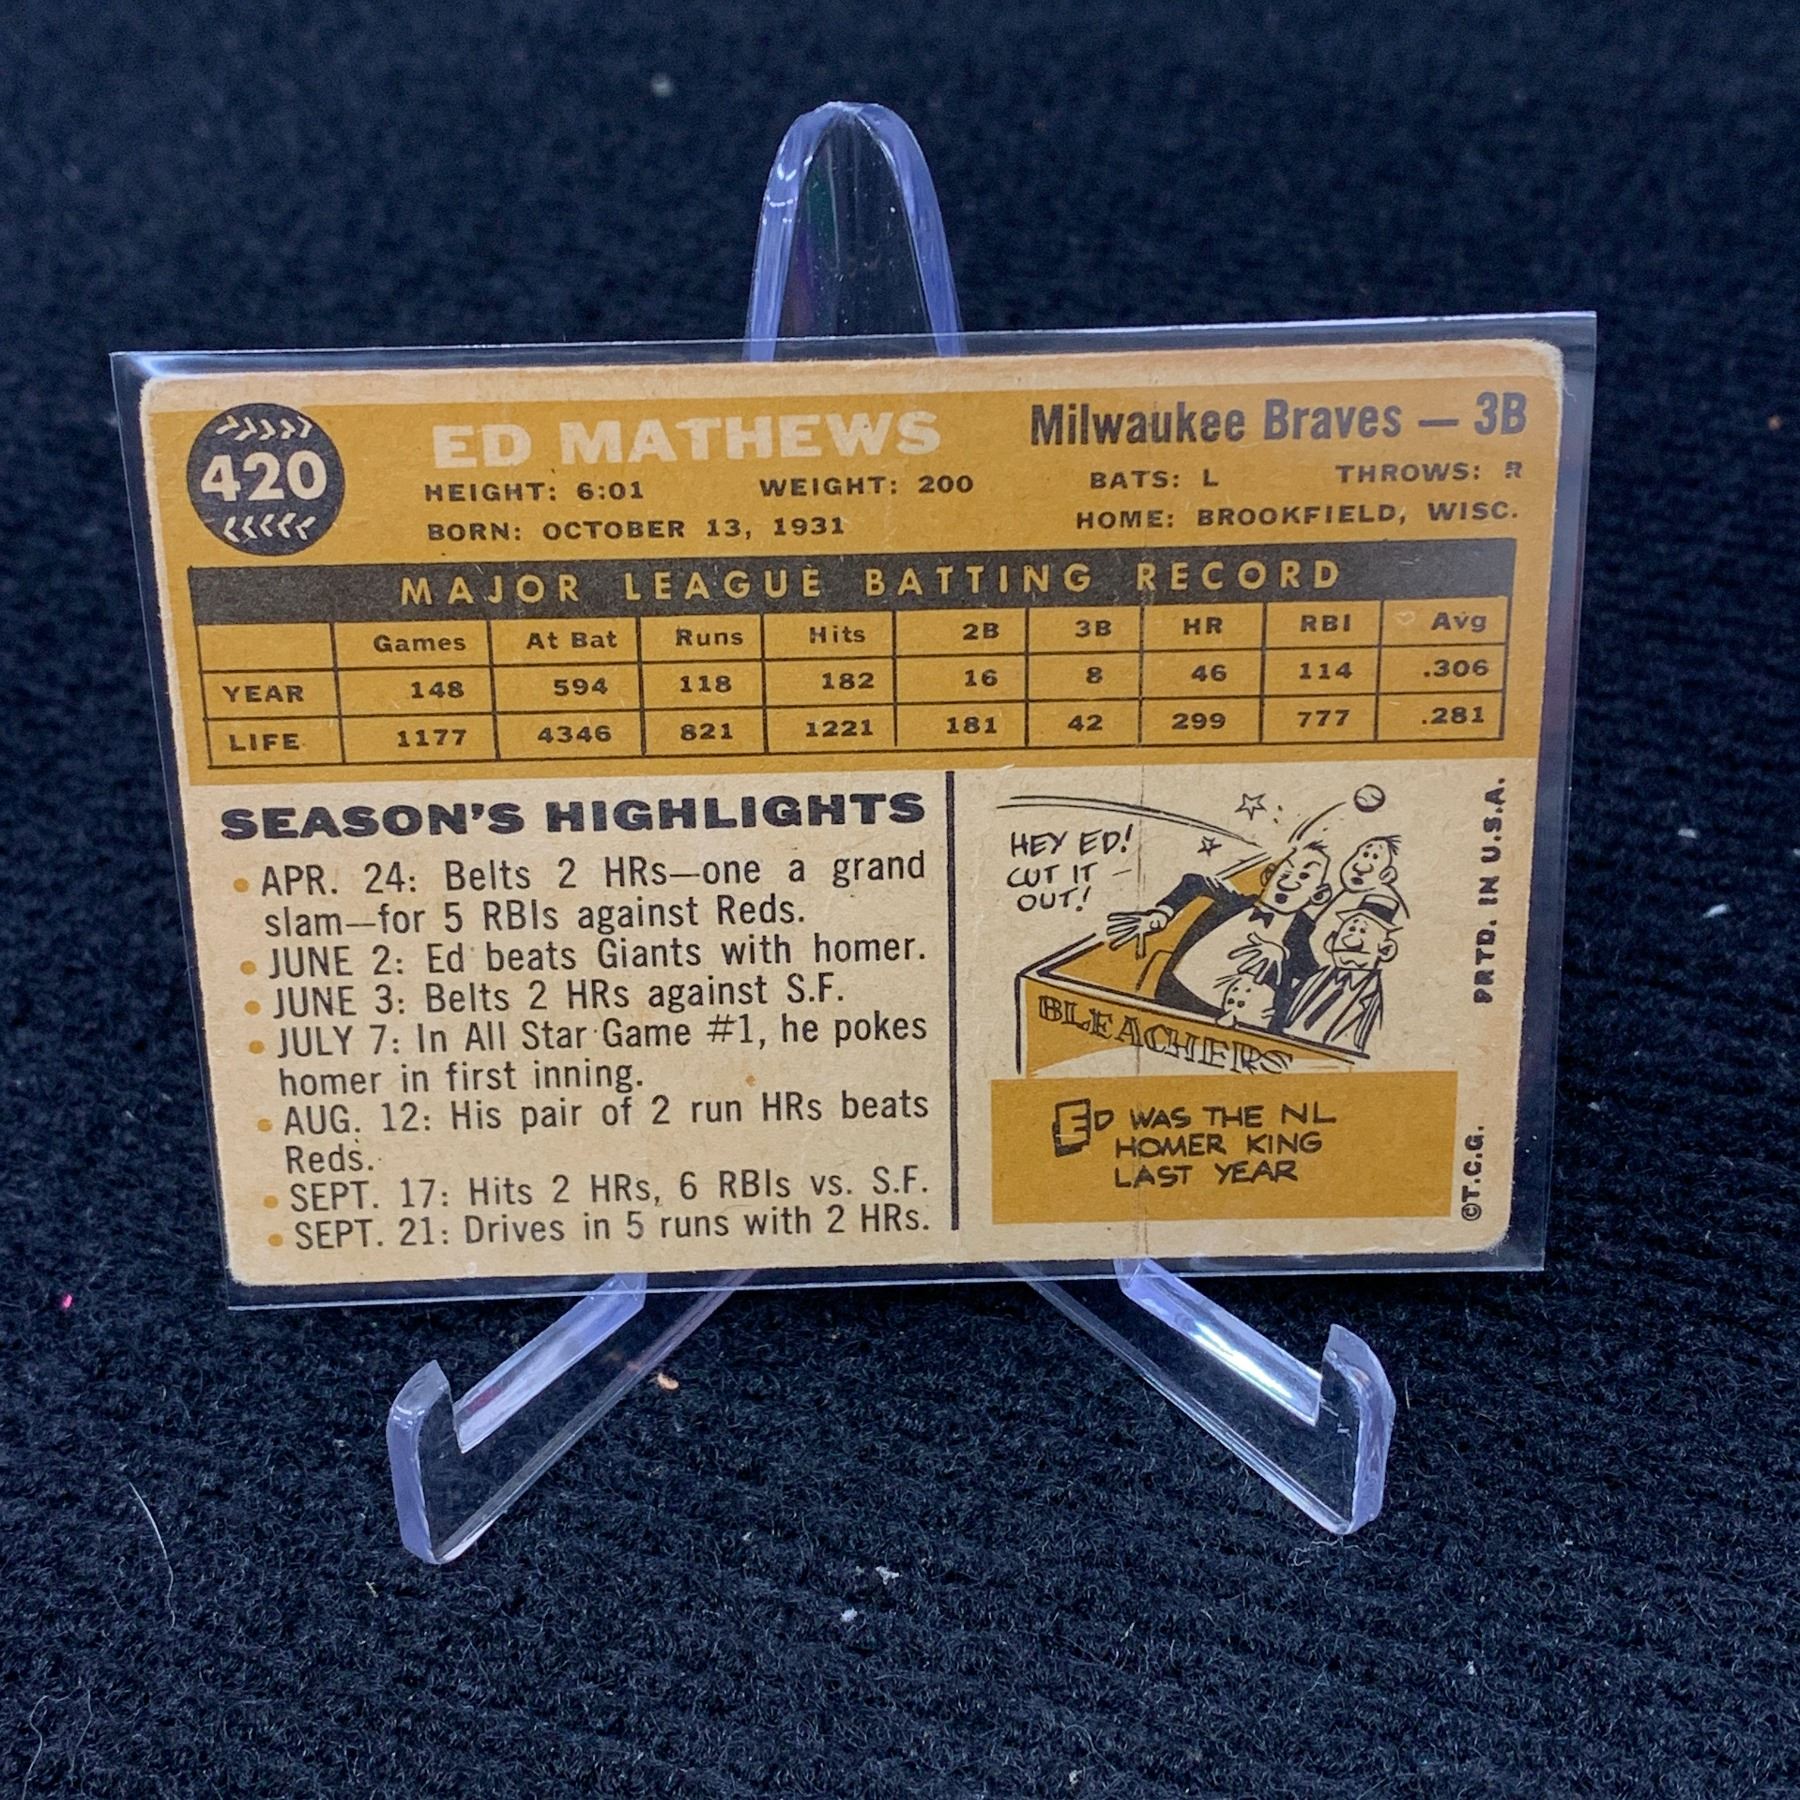 420
ED MATHEWS
Milwaukee Braves — 3B
HEIGHT: 6:01 WEIGHT: 200 BATS: L THROWS: R
BORN: OCTOBER 13, 1931 HOME: BROOKFIELD, WISC.
MAJOR LEAGUE BATTING RECORD
Games At Bat Runs Hits 2B 3B HR RBI Avg
YEAR 148 594 118 182 16 8 46 114 .306
LIFE 1177 4346 821 1221 181 42 299 777 .281
SEASON'S HIGHLIGHTS
• APR. 24: Belts 2 HRs—one a grand
slam—for 5 RBIs against Reds.
• JUNE 2: Ed beats Giants with homer.
• JUNE 3: Belts 2 HRs against S.F.
• JULY 7: In All Star Game #1, he pokes
homer in first inning.
• AUG. 12: His pair of 2 run HRs beats
Reds.
• SEPT. 17: Hits 2 HRs, 6 RBIs vs. S.F.
• SEPT. 21: Drives in 5 runs with 2 HRs.
HEY ED!
CUT IT
OUT!
BLEACHERS
ED WAS THE NL
HOMER KING
LAST YEAR
©T.C.G. PRTD. IN U.S.A.